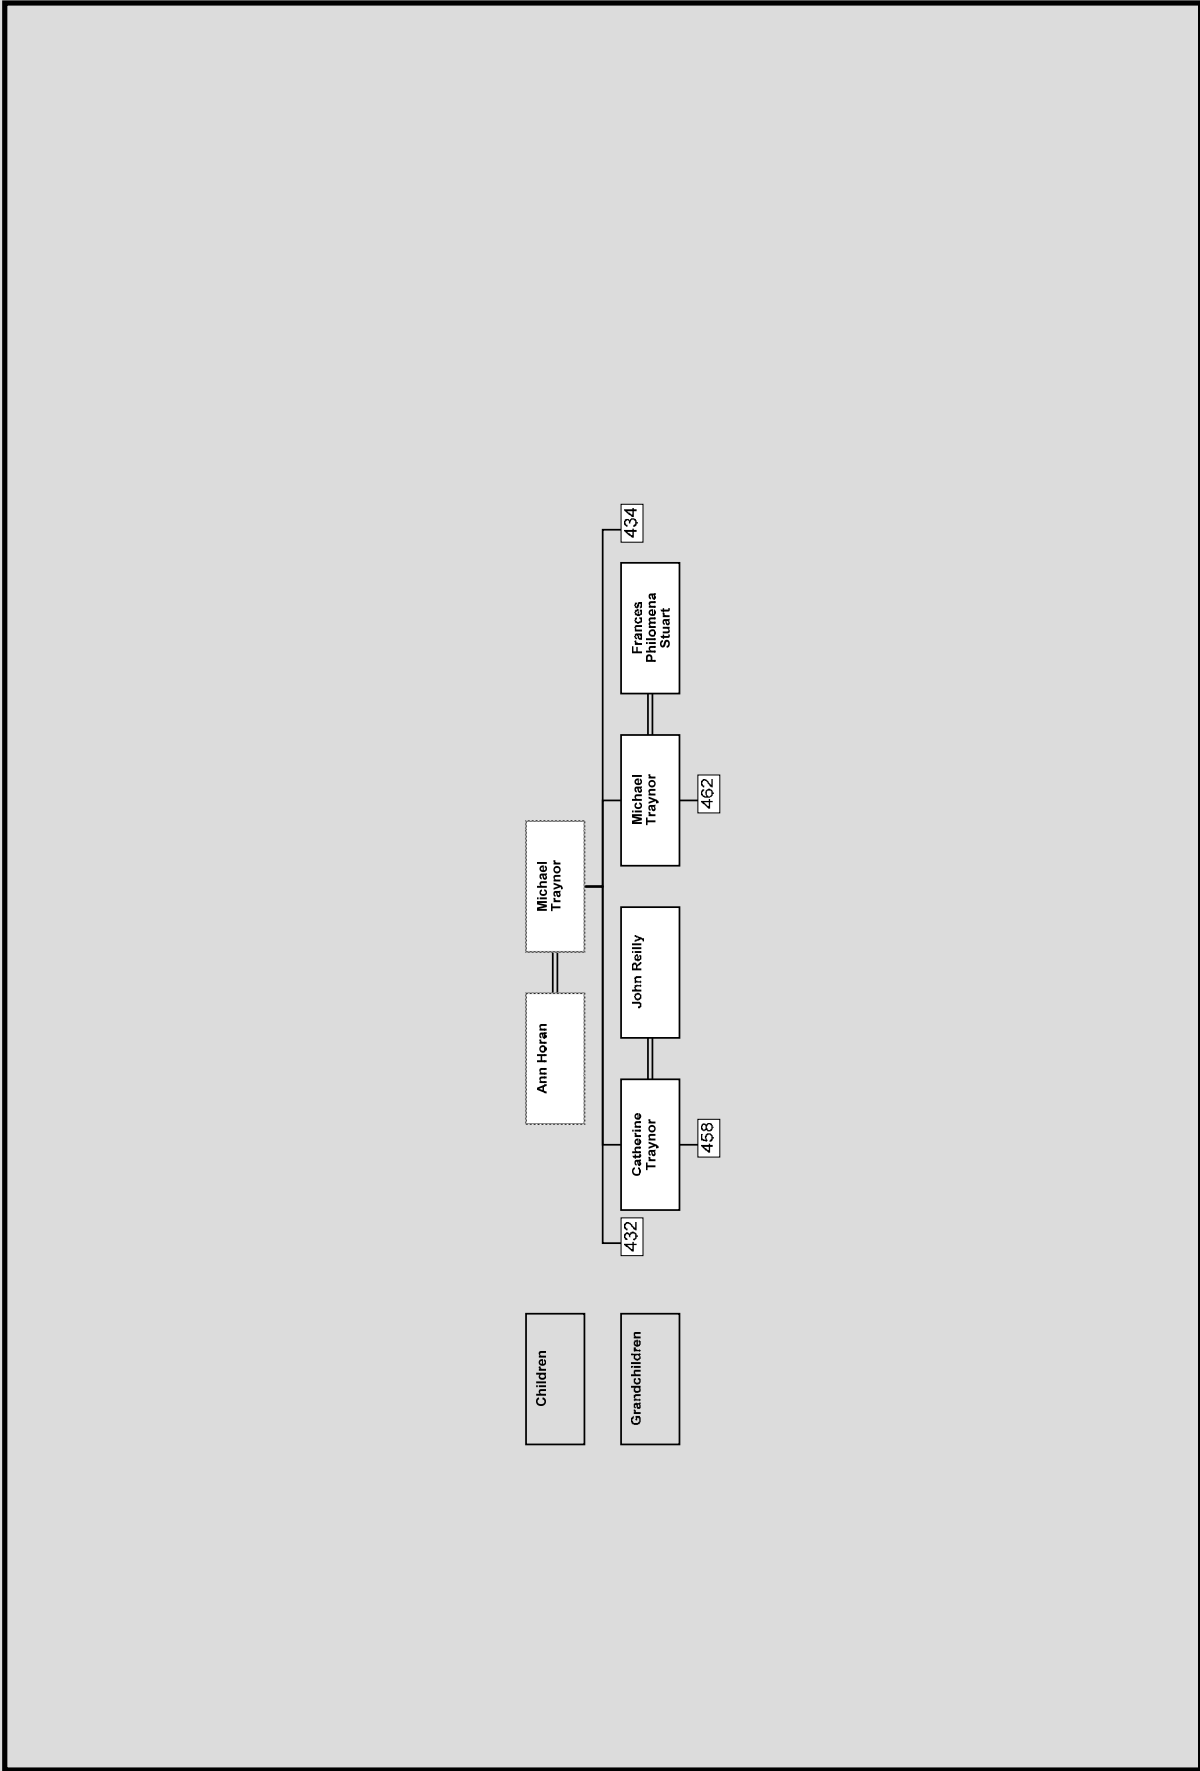 Children
Ann Horan
Michael
Traynor
Grandchildren
432
Catherine
Traynor
John Reilly
Michael
Traynor
Frances
Philomena
Stuart
434
458
462